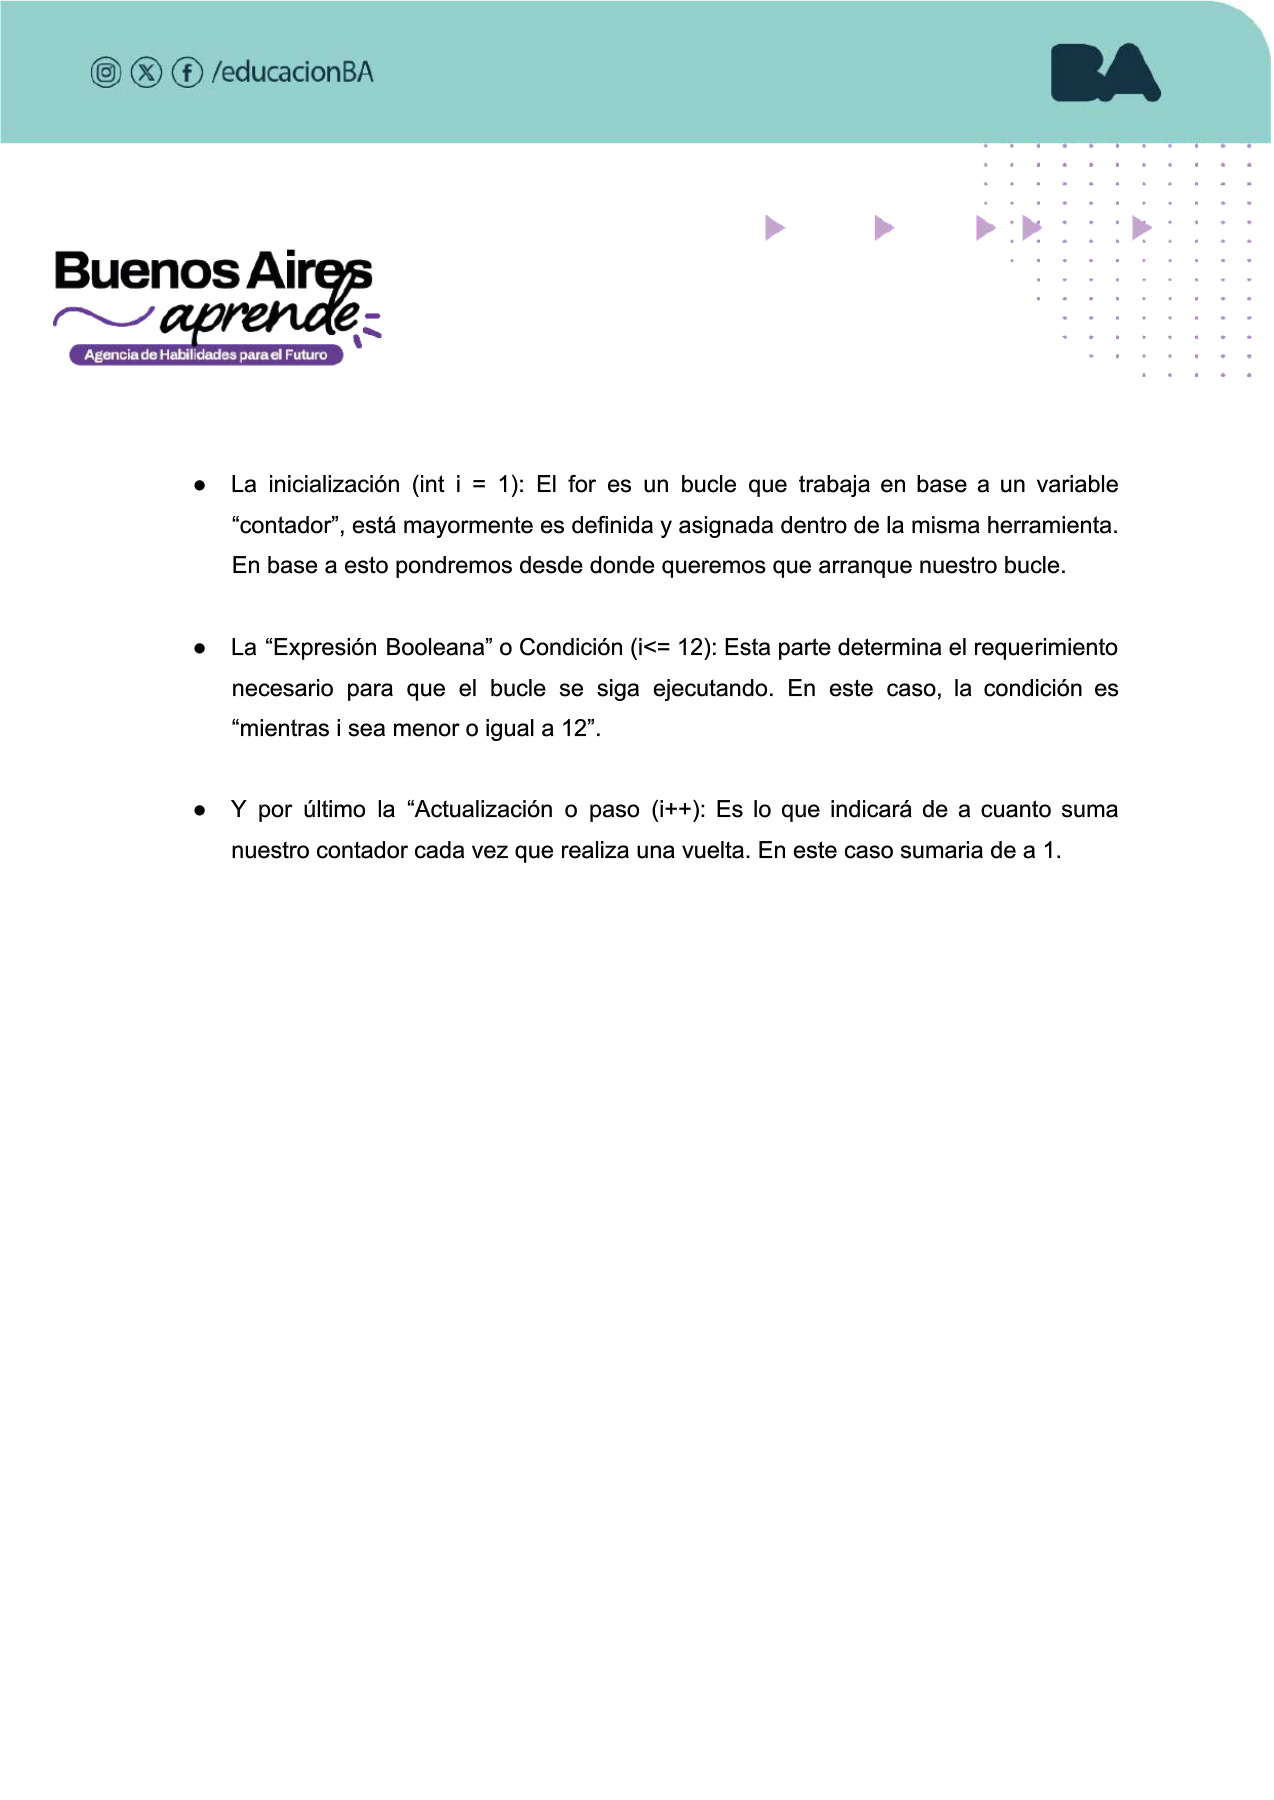 /educacionBA
BA
Buenos Aires
aprende
Agencia de Habilidades para el Futuro
● La inicialización (int i = 1): El for es un bucle que trabaja en base a un variable
“contador”, está mayormente es definida y asignada dentro de la misma herramienta.
En base a esto pondremos desde donde queremos que arranque nuestro bucle.
● La “Expresión Booleana” o Condición (i<= 12): Esta parte determina el requerimiento
necesario para que el bucle se siga ejecutando. En este caso, la condición es
“mientras i sea menor o igual a 12”.
● Y por último la “Actualización o paso (i++): Es lo que indicará de a cuanto suma
nuestro contador cada vez que realiza una vuelta. En este caso sumaria de a 1.